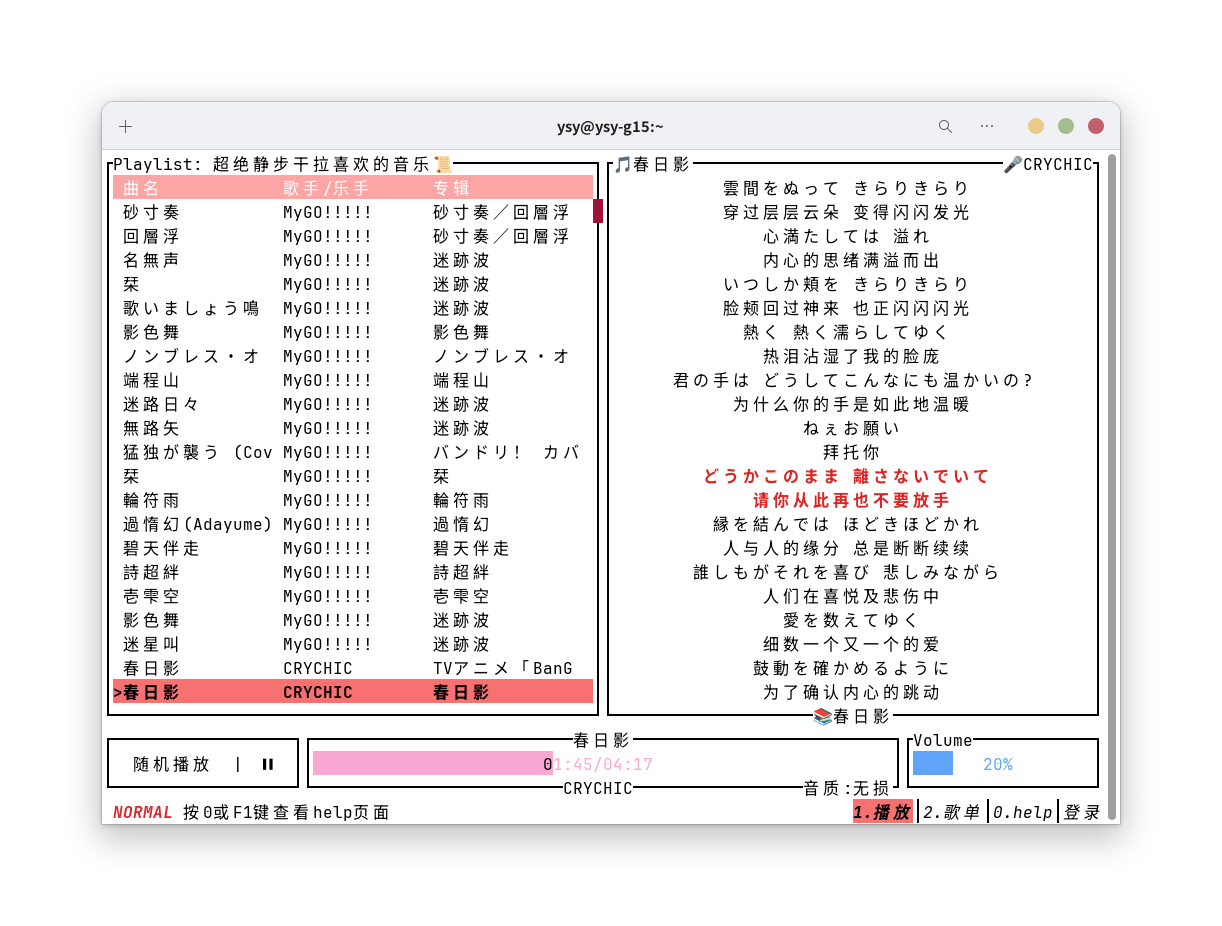 ysy@ysy-g15:~
Playlist: 超绝静步干拉喜欢的音乐📜
曲名 歌手/乐手 专辑
砂寸奏 MyGO!!!!! 砂寸奏／回層浮
回層浮 MyGO!!!!! 砂寸奏／回層浮
名無声 MyGO!!!!! 迷跡波
栞 MyGO!!!!! 迷跡波
歌いましょう鳴 MyGO!!!!! 迷跡波
影色舞 MyGO!!!!! 影色舞
ノンブレス・オ MyGO!!!!! ノンブレス・オ
端程山 MyGO!!!!! 端程山
迷路日々 MyGO!!!!! 迷跡波
無路矢 MyGO!!!!! 迷跡波
猛独が襲う (Cov MyGO!!!!! バンドリ！ カバ
栞 MyGO!!!!! 栞
輪符雨 MyGO!!!!! 輪符雨
過惰幻(Adayume) MyGO!!!!! 過惰幻
碧天伴走 MyGO!!!!! 碧天伴走
詩超絆 MyGO!!!!! 詩超絆
壱雫空 MyGO!!!!! 壱雫空
影色舞 MyGO!!!!! 迷跡波
迷星叫 MyGO!!!!! 迷跡波
春日影 CRYCHIC TVアニメ「BanG
>春日影 CRYCHIC 春日影
🎵春日影 🎤CRYCHIC
雲間をぬって きらりきらり
穿过层层云朵 变得闪闪发光
心満たしては 溢れ
内心的思绪满溢而出
いつしか頬を きらりきらり
脸颊回过神来 也正闪闪闪光
熱く 熱く濡らしてゆく
热泪沾湿了我的脸庞
君の手は どうしてこんなにも温かいの?
为什么你的手是如此地温暖
ねぇお願い
拜托你
どうかこのまま 離さないでいて
请你从此再也不要放手
縁を結んでは ほどきほどかれ
人与人的缘分 总是断断续续
誰しもがそれを喜び 悲しみながら
人们在喜悦及悲伤中
愛を数えてゆく
细数一个又一个的爱
鼓動を確かめるように
为了确认内心的跳动
📚春日影
随机播放 |
春日影
01:45/04:17
CRYCHIC 音质:无损
Volume
20%
NORMAL 按0或F1键查看help页面
1.播放 2.歌单 0.help 登录